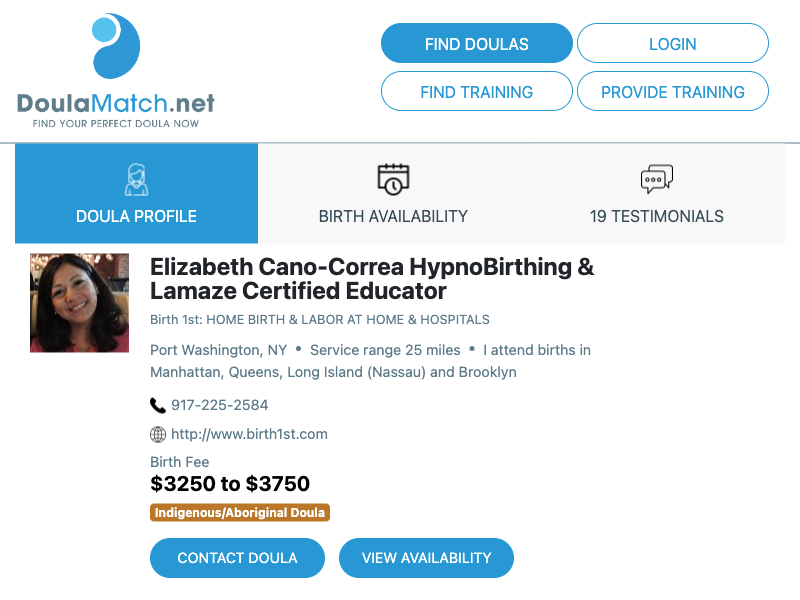 DoulaMatch.net
FIND YOUR PERFECT DOULA NOW
FIND DOULAS
LOGIN
FIND TRAINING
PROVIDE TRAINING
DOULA PROFILE
BIRTH AVAILABILITY
19 TESTIMONIALS
Elizabeth Cano-Correa HypnoBirthing &
Lamaze Certified Educator
Birth 1st: HOME BIRTH & LABOR AT HOME & HOSPITALS
Port Washington, NY • Service range 25 miles • I attend births in
Manhattan, Queens, Long Island (Nassau) and Brooklyn
917-225-2584
http://www.birth1st.com
Birth Fee
$3250 to $3750
Indigenous/Aboriginal Doula
CONTACT DOULA
VIEW AVAILABILITY